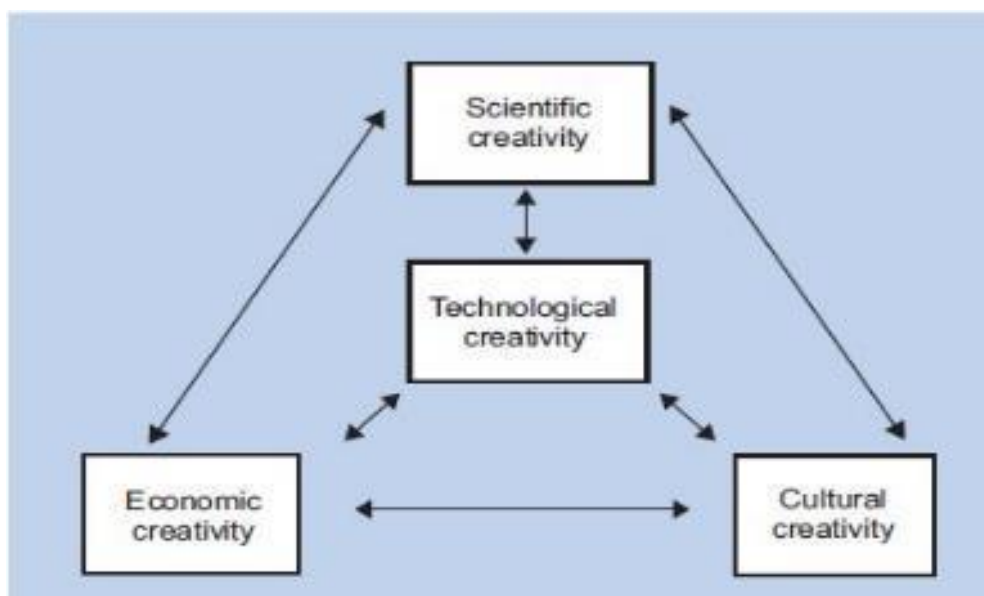 Scientific
creativity
Technological
creativity
Economic
creativity
Cultural
creativity